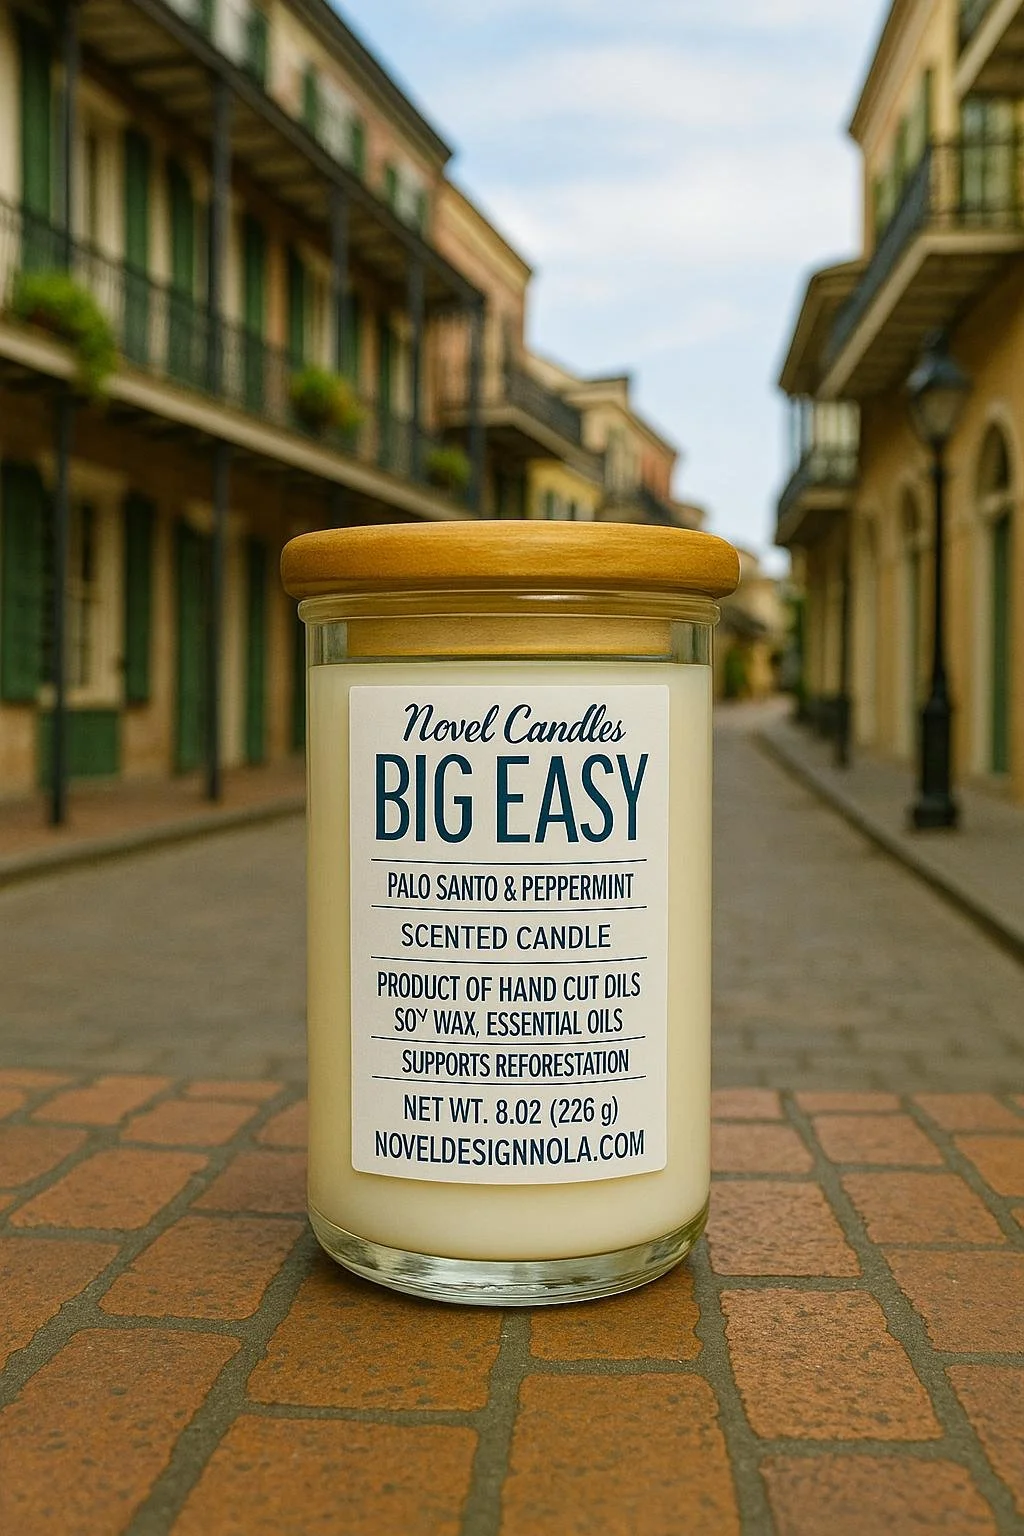 Novel Candles
BIG EASY
PALO SANTO & PEPPERMINT
SCENTED CANDLE
PRODUCT OF HAND CUT DILS
SOY WAX, ESSENTIAL OILS
SUPPORTS REFORESTATION
NET WT. 8.02 (226 g)
NOVELDESIGNNOLA.COM